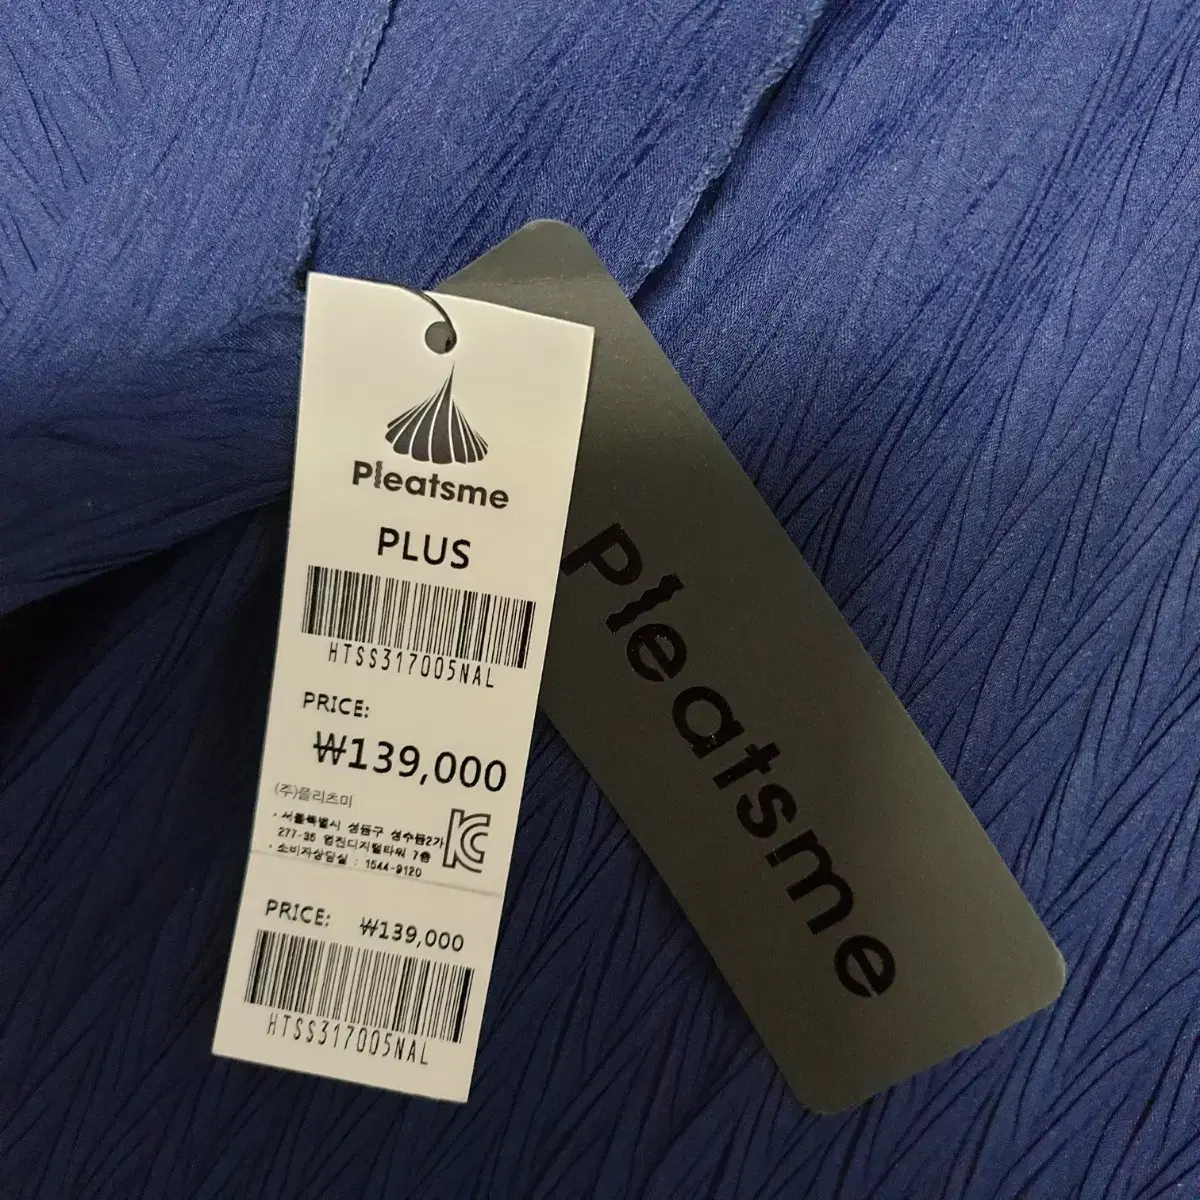 Pleatsme
PLUS
HTSS317005NAL
PRICE:
₩139,000
(주)플리츠미
· 서울특별시 성동구 성수동2가
277-35 엠진디지털타워 7층
· 소비자상담실 : 1544-9120
PRICE: ₩139,000
HTSS317005NAL
Pleatsme